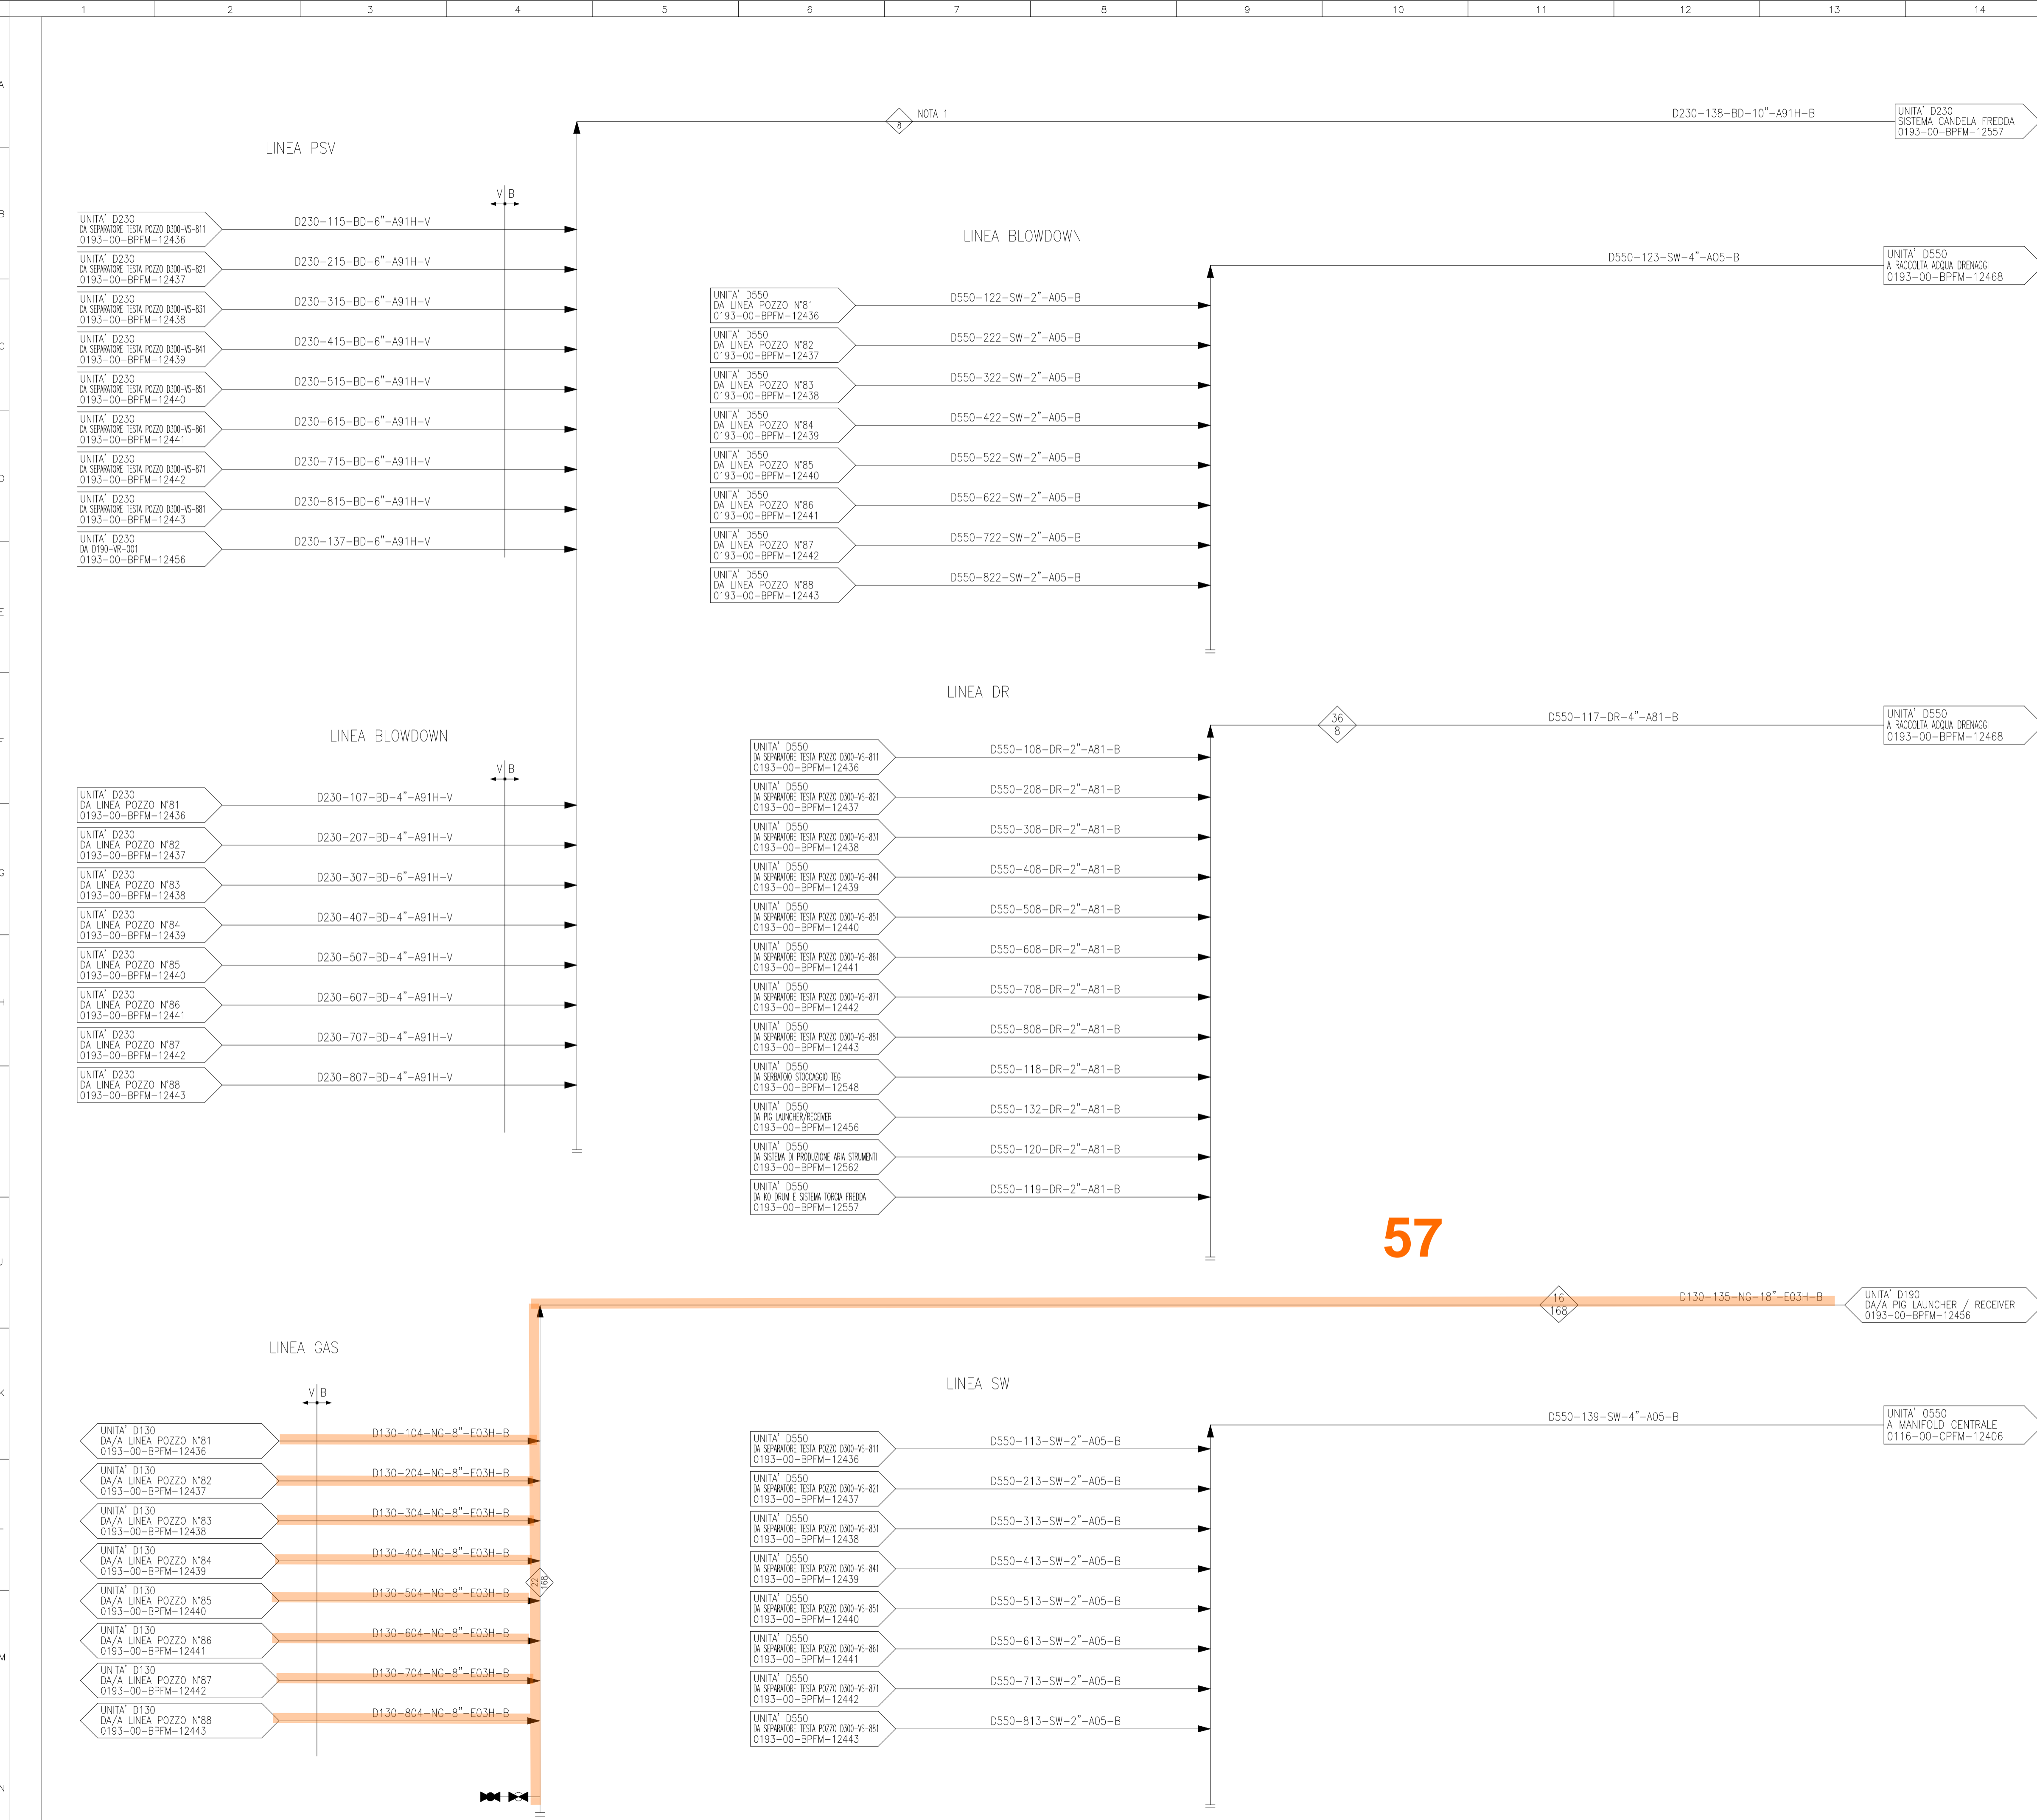 1 2 3 4 5 6 7 8 9 10 11 12 13 14
A
B
C
D
E
F
G
H
J
K
L
M
N
8
NOTA 1
D230-138-BD-10"-A91H-B
UNITA' D230
SISTEMA CANDELA FREDDA
0193-00-BPFM-12557
LINEA PSV
V B
UNITA' D230
DA SEPARATORE TESTA POZZO D300-VS-811
0193-00-BPFM-12436
D230-115-BD-6"-A91H-V
UNITA' D230
DA SEPARATORE TESTA POZZO D300-VS-821
0193-00-BPFM-12437
D230-215-BD-6"-A91H-V
UNITA' D230
DA SEPARATORE TESTA POZZO D300-VS-831
0193-00-BPFM-12438
D230-315-BD-6"-A91H-V
UNITA' D230
DA SEPARATORE TESTA POZZO D300-VS-841
0193-00-BPFM-12439
D230-415-BD-6"-A91H-V
UNITA' D230
DA SEPARATORE TESTA POZZO D300-VS-851
0193-00-BPFM-12440
D230-515-BD-6"-A91H-V
UNITA' D230
DA SEPARATORE TESTA POZZO D300-VS-861
0193-00-BPFM-12441
D230-615-BD-6"-A91H-V
UNITA' D230
DA SEPARATORE TESTA POZZO D300-VS-871
0193-00-BPFM-12442
D230-715-BD-6"-A91H-V
UNITA' D230
DA SEPARATORE TESTA POZZO D300-VS-881
0193-00-BPFM-12443
D230-815-BD-6"-A91H-V
UNITA' D230
DA D190-VR-001
0193-00-BPFM-12456
D230-137-BD-6"-A91H-V
LINEA BLOWDOWN
D550-123-SW-4"-A05-B
UNITA' D550
A RACCOLTA ACQUA DRENAGGI
0193-00-BPFM-12468
UNITA' D550
DA LINEA POZZO N°81
0193-00-BPFM-12436
D550-122-SW-2"-A05-B
UNITA' D550
DA LINEA POZZO N°82
0193-00-BPFM-12437
D550-222-SW-2"-A05-B
UNITA' D550
DA LINEA POZZO N°83
0193-00-BPFM-12438
D550-322-SW-2"-A05-B
UNITA' D550
DA LINEA POZZO N°84
0193-00-BPFM-12439
D550-422-SW-2"-A05-B
UNITA' D550
DA LINEA POZZO N°85
0193-00-BPFM-12440
D550-522-SW-2"-A05-B
UNITA' D550
DA LINEA POZZO N°86
0193-00-BPFM-12441
D550-622-SW-2"-A05-B
UNITA' D550
DA LINEA POZZO N°87
0193-00-BPFM-12442
D550-722-SW-2"-A05-B
UNITA' D550
DA LINEA POZZO N°88
0193-00-BPFM-12443
D550-822-SW-2"-A05-B
LINEA BLOWDOWN
V B
UNITA' D230
DA LINEA POZZO N°81
0193-00-BPFM-12436
D230-107-BD-4"-A91H-V
UNITA' D230
DA LINEA POZZO N°82
0193-00-BPFM-12437
D230-207-BD-4"-A91H-V
UNITA' D230
DA LINEA POZZO N°83
0193-00-BPFM-12438
D230-307-BD-6"-A91H-V
UNITA' D230
DA LINEA POZZO N°84
0193-00-BPFM-12439
D230-407-BD-4"-A91H-V
UNITA' D230
DA LINEA POZZO N°85
0193-00-BPFM-12440
D230-507-BD-4"-A91H-V
UNITA' D230
DA LINEA POZZO N°86
0193-00-BPFM-12441
D230-607-BD-4"-A91H-V
UNITA' D230
DA LINEA POZZO N°87
0193-00-BPFM-12442
D230-707-BD-4"-A91H-V
UNITA' D230
DA LINEA POZZO N°88
0193-00-BPFM-12443
D230-807-BD-4"-A91H-V
LINEA DR
36
8
D550-117-DR-4"-A81-B
UNITA' D550
A RACCOLTA ACQUA DRENAGGI
0193-00-BPFM-12468
UNITA' D550
DA SEPARATORE TESTA POZZO D300-VS-811
0193-00-BPFM-12436
D550-108-DR-2"-A81-B
UNITA' D550
DA SEPARATORE TESTA POZZO D300-VS-821
0193-00-BPFM-12437
D550-208-DR-2"-A81-B
UNITA' D550
DA SEPARATORE TESTA POZZO D300-VS-831
0193-00-BPFM-12438
D550-308-DR-2"-A81-B
UNITA' D550
DA SEPARATORE TESTA POZZO D300-VS-841
0193-00-BPFM-12439
D550-408-DR-2"-A81-B
UNITA' D550
DA SEPARATORE TESTA POZZO D300-VS-851
0193-00-BPFM-12440
D550-508-DR-2"-A81-B
UNITA' D550
DA SEPARATORE TESTA POZZO D300-VS-861
0193-00-BPFM-12441
D550-608-DR-2"-A81-B
UNITA' D550
DA SEPARATORE TESTA POZZO D300-VS-871
0193-00-BPFM-12442
D550-708-DR-2"-A81-B
UNITA' D550
DA SEPARATORE TESTA POZZO D300-VS-881
0193-00-BPFM-12443
D550-808-DR-2"-A81-B
UNITA' D550
DA SERBATOIO STOCCAGGIO TEG
0193-00-BPFM-12548
D550-118-DR-2"-A81-B
UNITA' D550
DA PIG LAUNCHER/RECEIVER
0193-00-BPFM-12456
D550-132-DR-2"-A81-B
UNITA' D550
DA SISTEMA DI PRODUZIONE ARIA STRUMENTI
0193-00-BPFM-12562
D550-120-DR-2"-A81-B
UNITA' D550
DA KO DRUM E SISTEMA TORCIA FREDDA
0193-00-BPFM-12557
D550-119-DR-2"-A81-B
57
16
168
D130-135-NG-18"-E03H-B
UNITA' D190
DA/A PIG LAUNCHER / RECEIVER
0193-00-BPFM-12456
LINEA GAS
V B
UNITA' D130
DA/A LINEA POZZO N°81
0193-00-BPFM-12436
D130-104-NG-8"-E03H-B
UNITA' D130
DA/A LINEA POZZO N°82
0193-00-BPFM-12437
D130-204-NG-8"-E03H-B
UNITA' D130
DA/A LINEA POZZO N°83
0193-00-BPFM-12438
D130-304-NG-8"-E03H-B
UNITA' D130
DA/A LINEA POZZO N°84
0193-00-BPFM-12439
D130-404-NG-8"-E03H-B
22
168
UNITA' D130
DA/A LINEA POZZO N°85
0193-00-BPFM-12440
D130-504-NG-8"-E03H-B
UNITA' D130
DA/A LINEA POZZO N°86
0193-00-BPFM-12441
D130-604-NG-8"-E03H-B
UNITA' D130
DA/A LINEA POZZO N°87
0193-00-BPFM-12442
D130-704-NG-8"-E03H-B
UNITA' D130
DA/A LINEA POZZO N°88
0193-00-BPFM-12443
D130-804-NG-8"-E03H-B
LINEA SW
D550-139-SW-4"-A05-B
UNITA' 0550
A MANIFOLD CENTRALE
0116-00-CPFM-12406
UNITA' D550
DA SEPARATORE TESTA POZZO D300-VS-811
0193-00-BPFM-12436
D550-113-SW-2"-A05-B
UNITA' D550
DA SEPARATORE TESTA POZZO D300-VS-821
0193-00-BPFM-12437
D550-213-SW-2"-A05-B
UNITA' D550
DA SEPARATORE TESTA POZZO D300-VS-831
0193-00-BPFM-12438
D550-313-SW-2"-A05-B
UNITA' D550
DA SEPARATORE TESTA POZZO D300-VS-841
0193-00-BPFM-12439
D550-413-SW-2"-A05-B
UNITA' D550
DA SEPARATORE TESTA POZZO D300-VS-851
0193-00-BPFM-12440
D550-513-SW-2"-A05-B
UNITA' D550
DA SEPARATORE TESTA POZZO D300-VS-861
0193-00-BPFM-12441
D550-613-SW-2"-A05-B
UNITA' D550
DA SEPARATORE TESTA POZZO D300-VS-871
0193-00-BPFM-12442
D550-713-SW-2"-A05-B
UNITA' D550
DA SEPARATORE TESTA POZZO D300-VS-881
0193-00-BPFM-12443
D550-813-SW-2"-A05-B